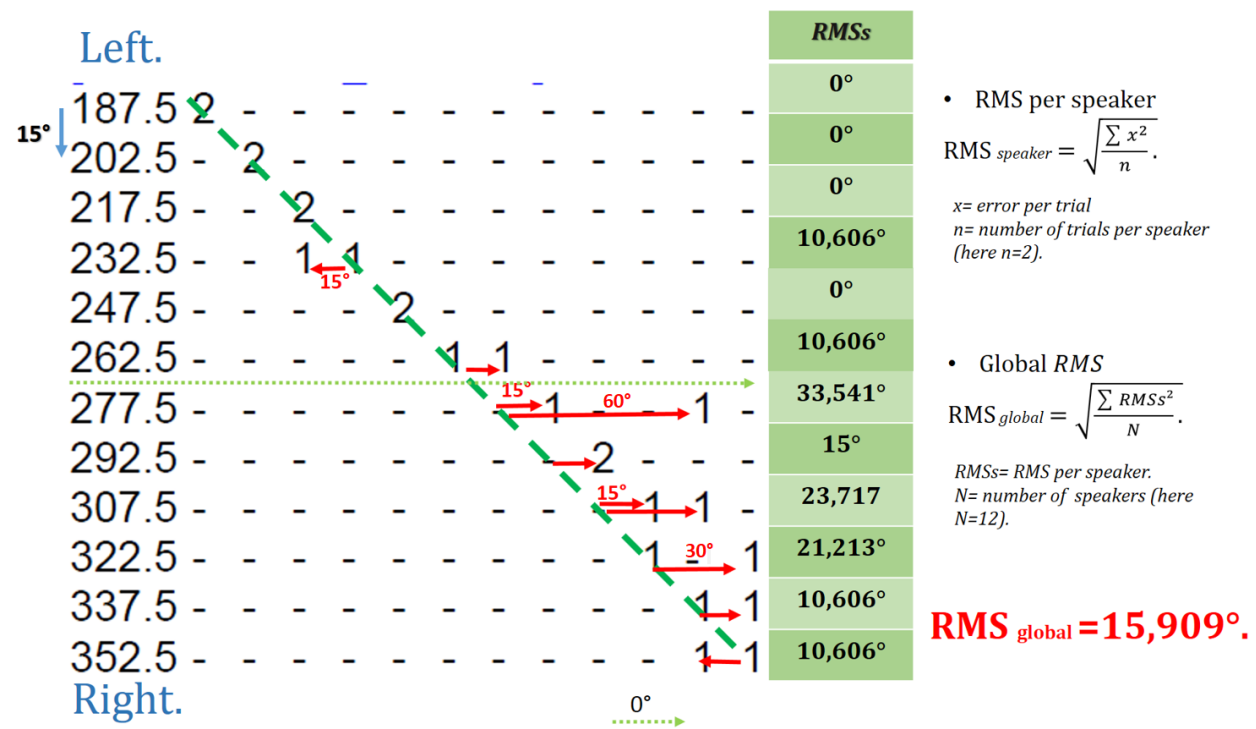 Left.
RMSs
187.5 2 - - - - - - - - - - - 0°
15°
202.5 - 2 - - - - - - - - - - 0°
217.5 - - 2 - - - - - - - - - 0°
232.5 - - 1 1 - - - - - - - - 10,606°
15°
247.5 - - - - 2 - - - - - - - 0°
262.5 - - - - - 1 1 - - - - - 10,606°
15° 60°
277.5 - - - - - - - 1 - - 1 - 33,541°
292.5 - - - - - - - - 2 - - - 15°
15°
307.5 - - - - - - - - - 1 1 - 23,717
30°
322.5 - - - - - - - - - 1 - 1 21,213°
337.5 - - - - - - - - - - 1 1 10,606°
352.5 - - - - - - - - - - 1 1 10,606°
Right.
0°
• RMS per speaker
RMS speaker = √(∑ x² / n).
x= error per trial
n= number of trials per speaker
(here n=2).
• Global RMS
RMS global = √(∑ RMSs² / N).
RMSs= RMS per speaker.
N= number of speakers (here
N=12).
RMS global =15,909°.